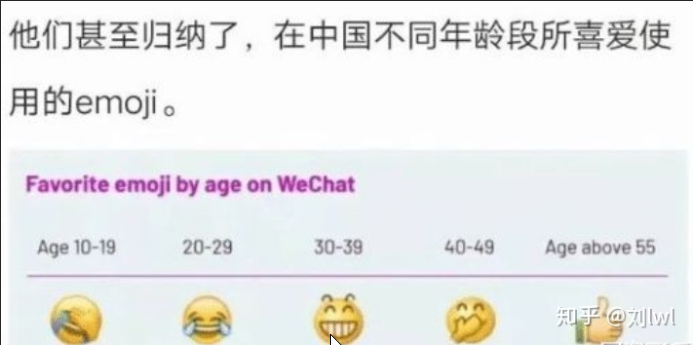 他们甚至归纳了，在中国不同年龄段所喜爱使
用的emoji。
Favorite emoji by age on WeChat
Age 10-19 20-29 30-39 40-49 Age above 55
知乎 @刘lwl